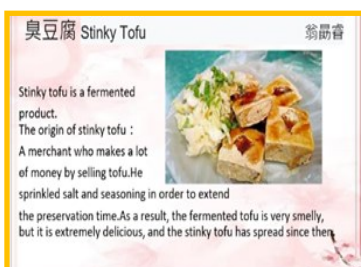 臭豆腐 Stinky Tofu
翁勗睿
Stinky tofu is a fermented
product.
The origin of stinky tofu：
A merchant who makes a lot
of money by selling tofu.He
sprinkled salt and seasoning in order to extend
the preservation time.As a result, the fermented tofu is very smelly,
but it is extremely delicious, and the stinky tofu has spread since then.